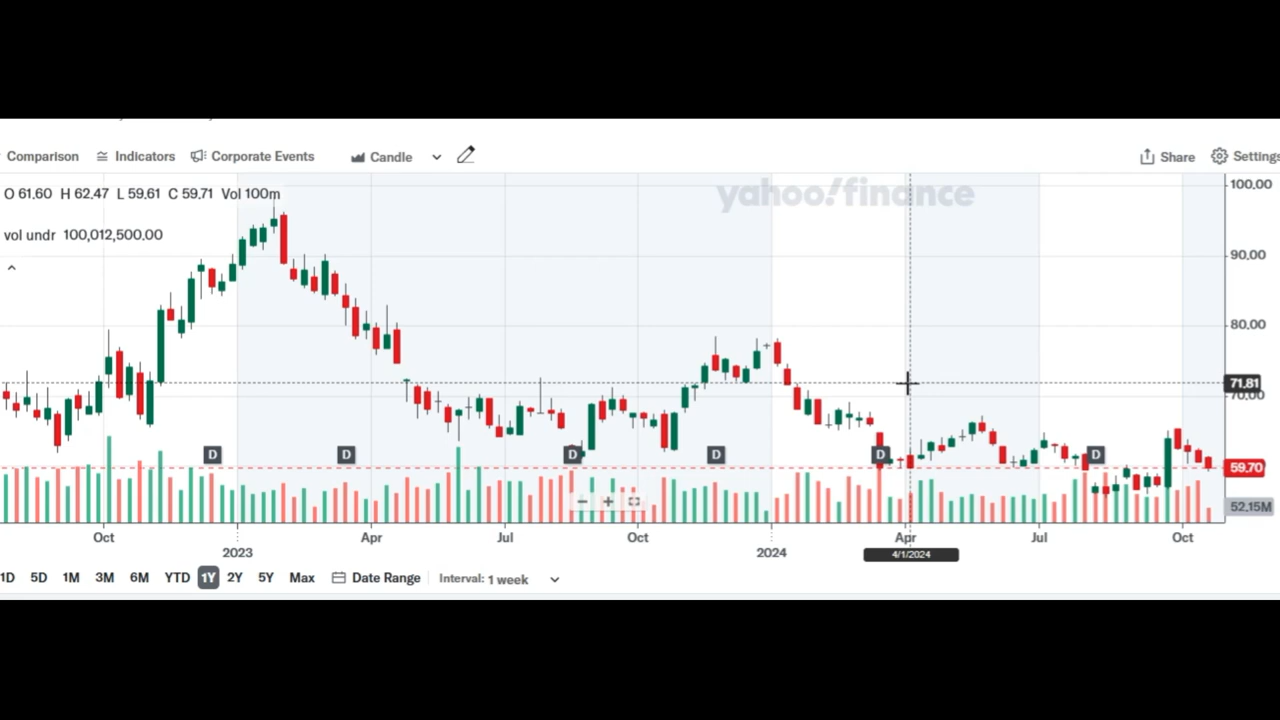 Comparison Indicators Corporate Events Candle Share Settings
yahoo!finance
O 61.60 H 62.47 L 59.61 C 59.71 Vol 100m
vol undr 100,012,500.00
100.00
90.00
80.00
71.81
70.00
D D D D D D
59.70
52.15M
Oct Apr Jul Oct Apr Jul Oct
2023 2024
4/1/2024
1D 5D 1M 3M 6M YTD 1Y 2Y 5Y Max Date Range Interval: 1 week